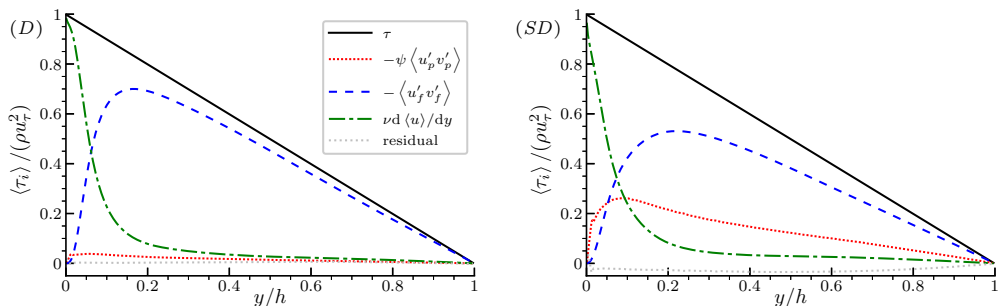 (D)
⟨τ_i⟩/(ρu_τ^2)
1
0.8
0.6
0.4
0.2
0
τ
−ψ⟨u′_p v′_p⟩
−⟨u′_f v′_f⟩
νd⟨u⟩/dy
residual
0 0.2 0.4 0.6 0.8 1
y/h
(SD)
⟨τ_i⟩/(ρu_τ^2)
1
0.8
0.6
0.4
0.2
0
0 0.2 0.4 0.6 0.8 1
y/h